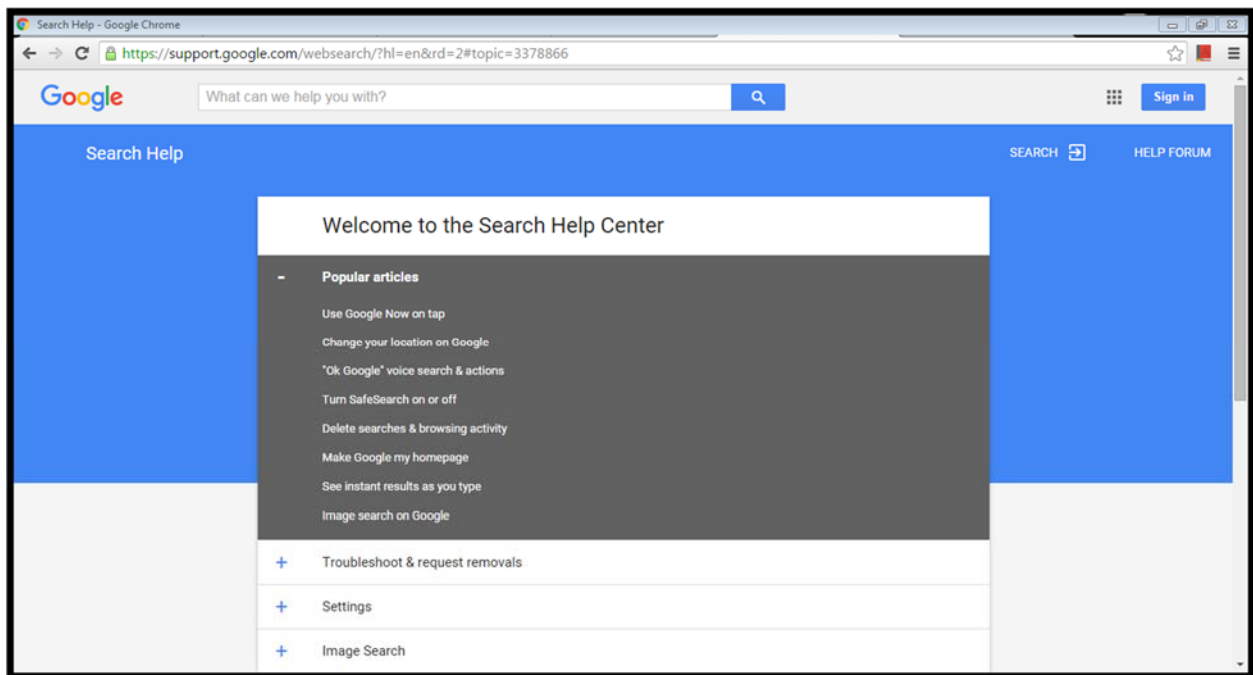 Search Help - Google Chrome
https://support.google.com/websearch/?hl=en&rd=2#topic=3378866
Google What can we help you with? Sign in
Search Help SEARCH HELP FORUM
Welcome to the Search Help Center
- Popular articles
Use Google Now on tap
Change your location on Google
"Ok Google" voice search & actions
Turn SafeSearch on or off
Delete searches & browsing activity
Make Google my homepage
See instant results as you type
Image search on Google
+ Troubleshoot & request removals
+ Settings
+ Image Search